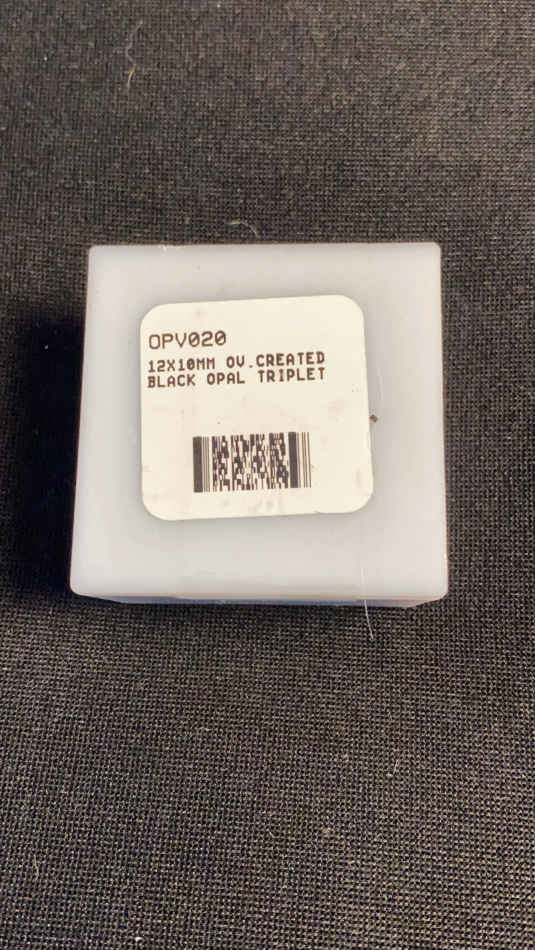 OPV020
12X10MM OV.CREATED
BLACK OPAL TRIPLET